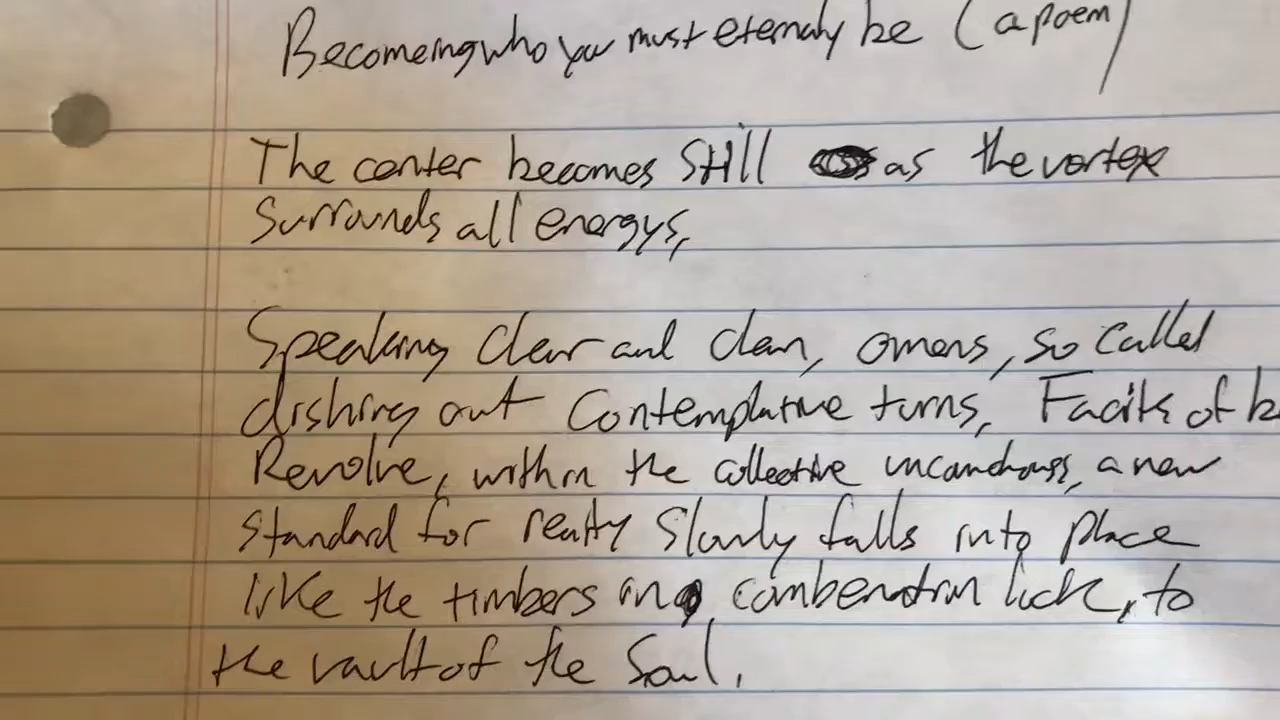 Becomeing who you must eternaly be (a poem)
The center becomes Still as the vortex
Surrounds all energys,
Speaking Clear and clean, omens, so called
dishing out Contemplative turns, Facits of
Revolve, within the collective a new
standard for reality Slowly falls into place
like the timbers in a combenation lock, to
the vault of the Soul.